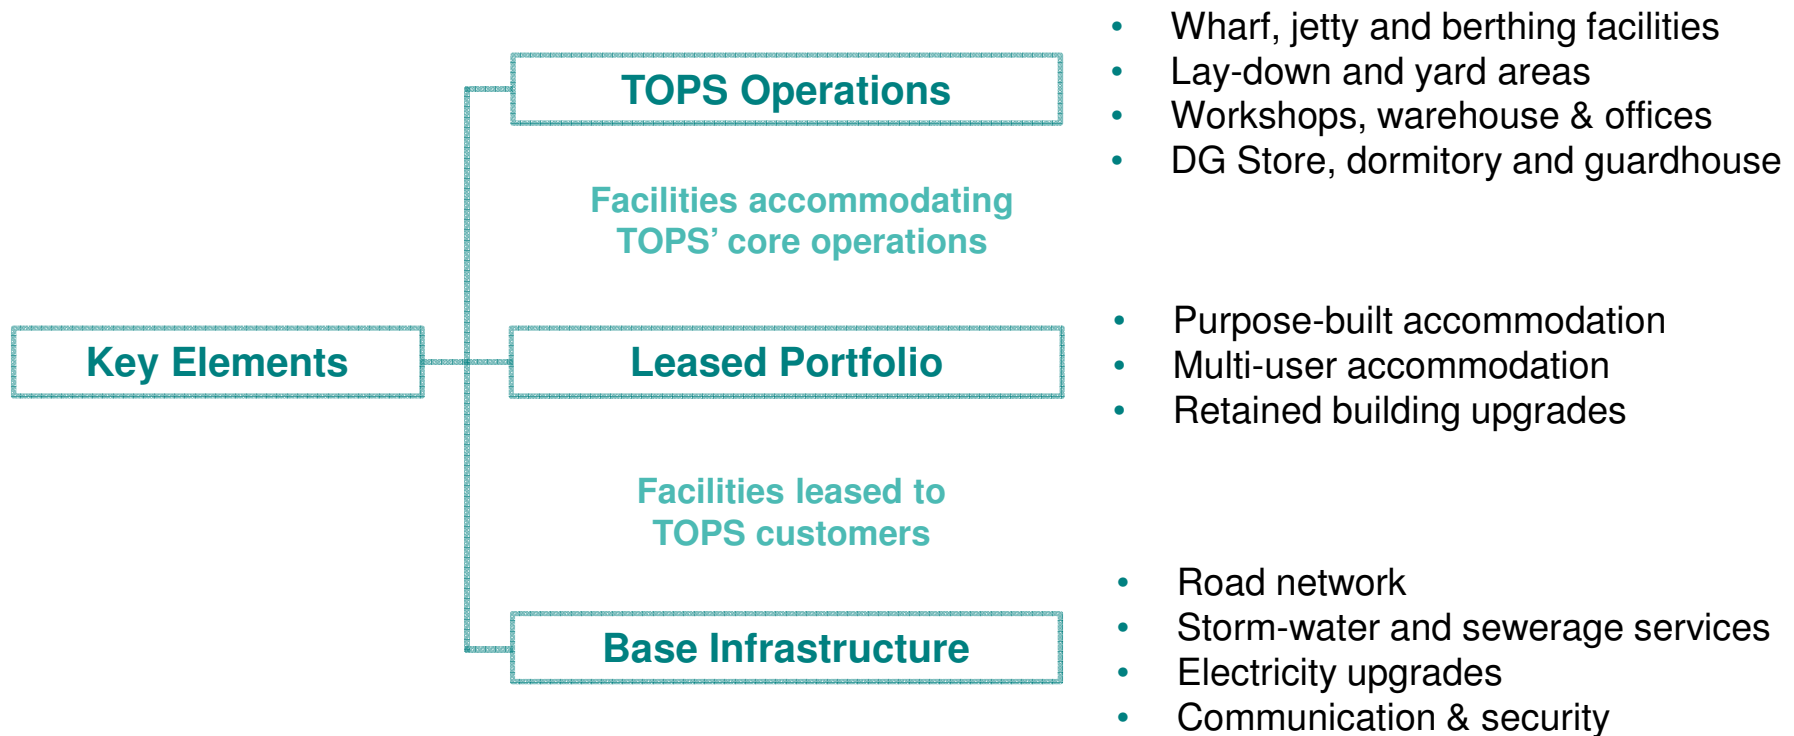 TOPS Operations
Facilities accommodating
TOPS’ core operations
• Wharf, jetty and berthing facilities
• Lay-down and yard areas
• Workshops, warehouse & offices
• DG Store, dormitory and guardhouse
Key Elements
Leased Portfolio
Facilities leased to
TOPS customers
• Purpose-built accommodation
• Multi-user accommodation
• Retained building upgrades
Base Infrastructure
• Road network
• Storm-water and sewerage services
• Electricity upgrades
• Communication & security